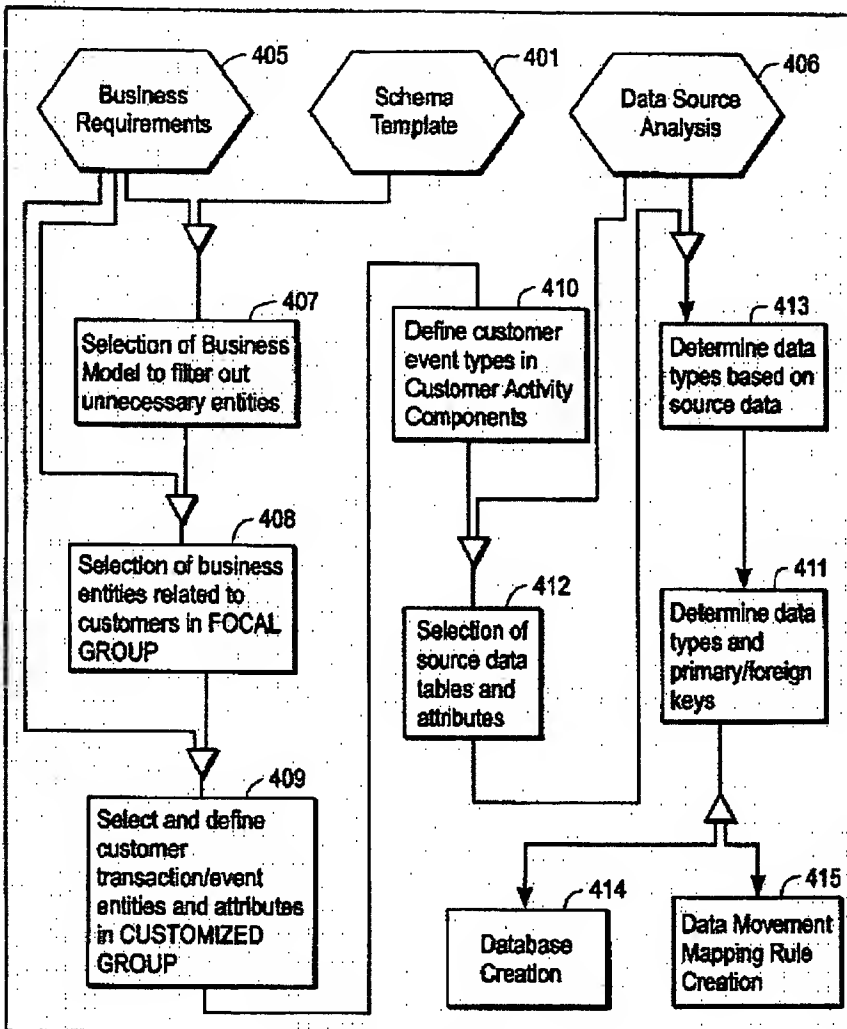 405
Business
Requirements
401
Schema
Template
406
Data Source
Analysis
407
Selection of Business
Model to filter out
unnecessary entities
410
Define customer
event types in
Customer Activity
Components
413
Determine data
types based on
source data
408
Selection of business
entities related to
customers in FOCAL
GROUP
412
Selection of
source data
tables and
attributes
411
Determine data
types and
primary/foreign
keys
409
Select and define
customer
transaction/event
entities and attributes
in CUSTOMIZED
GROUP
414
Database
Creation
415
Data Movement
Mapping Rule
Creation